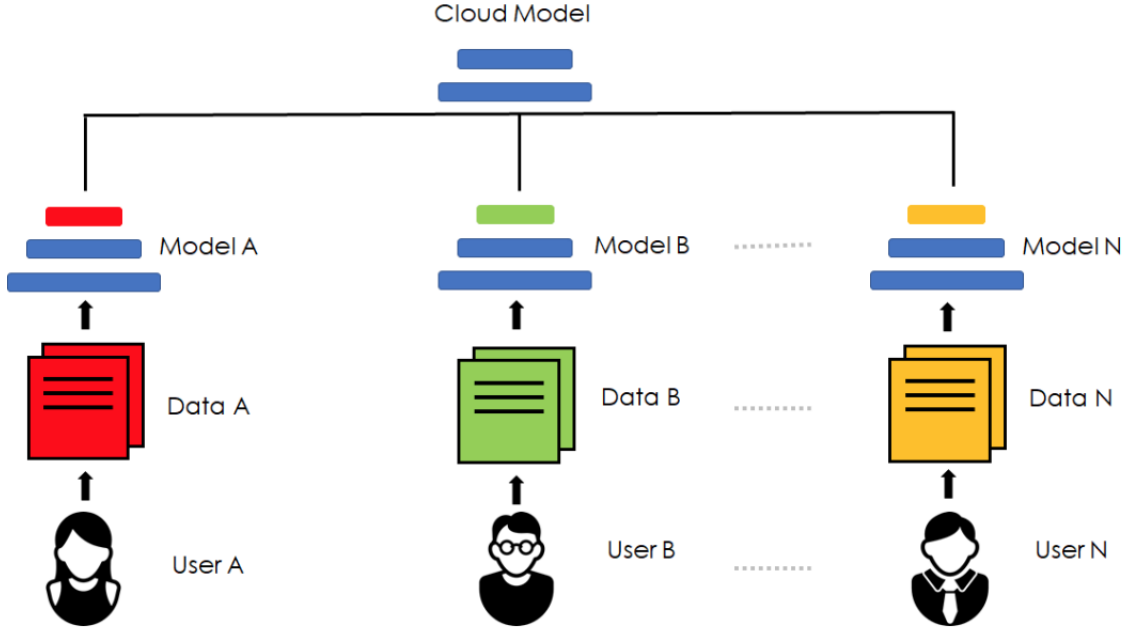 Cloud Model
Model A
Model B
Model N
Data A
Data B
Data N
User A
User B
User N